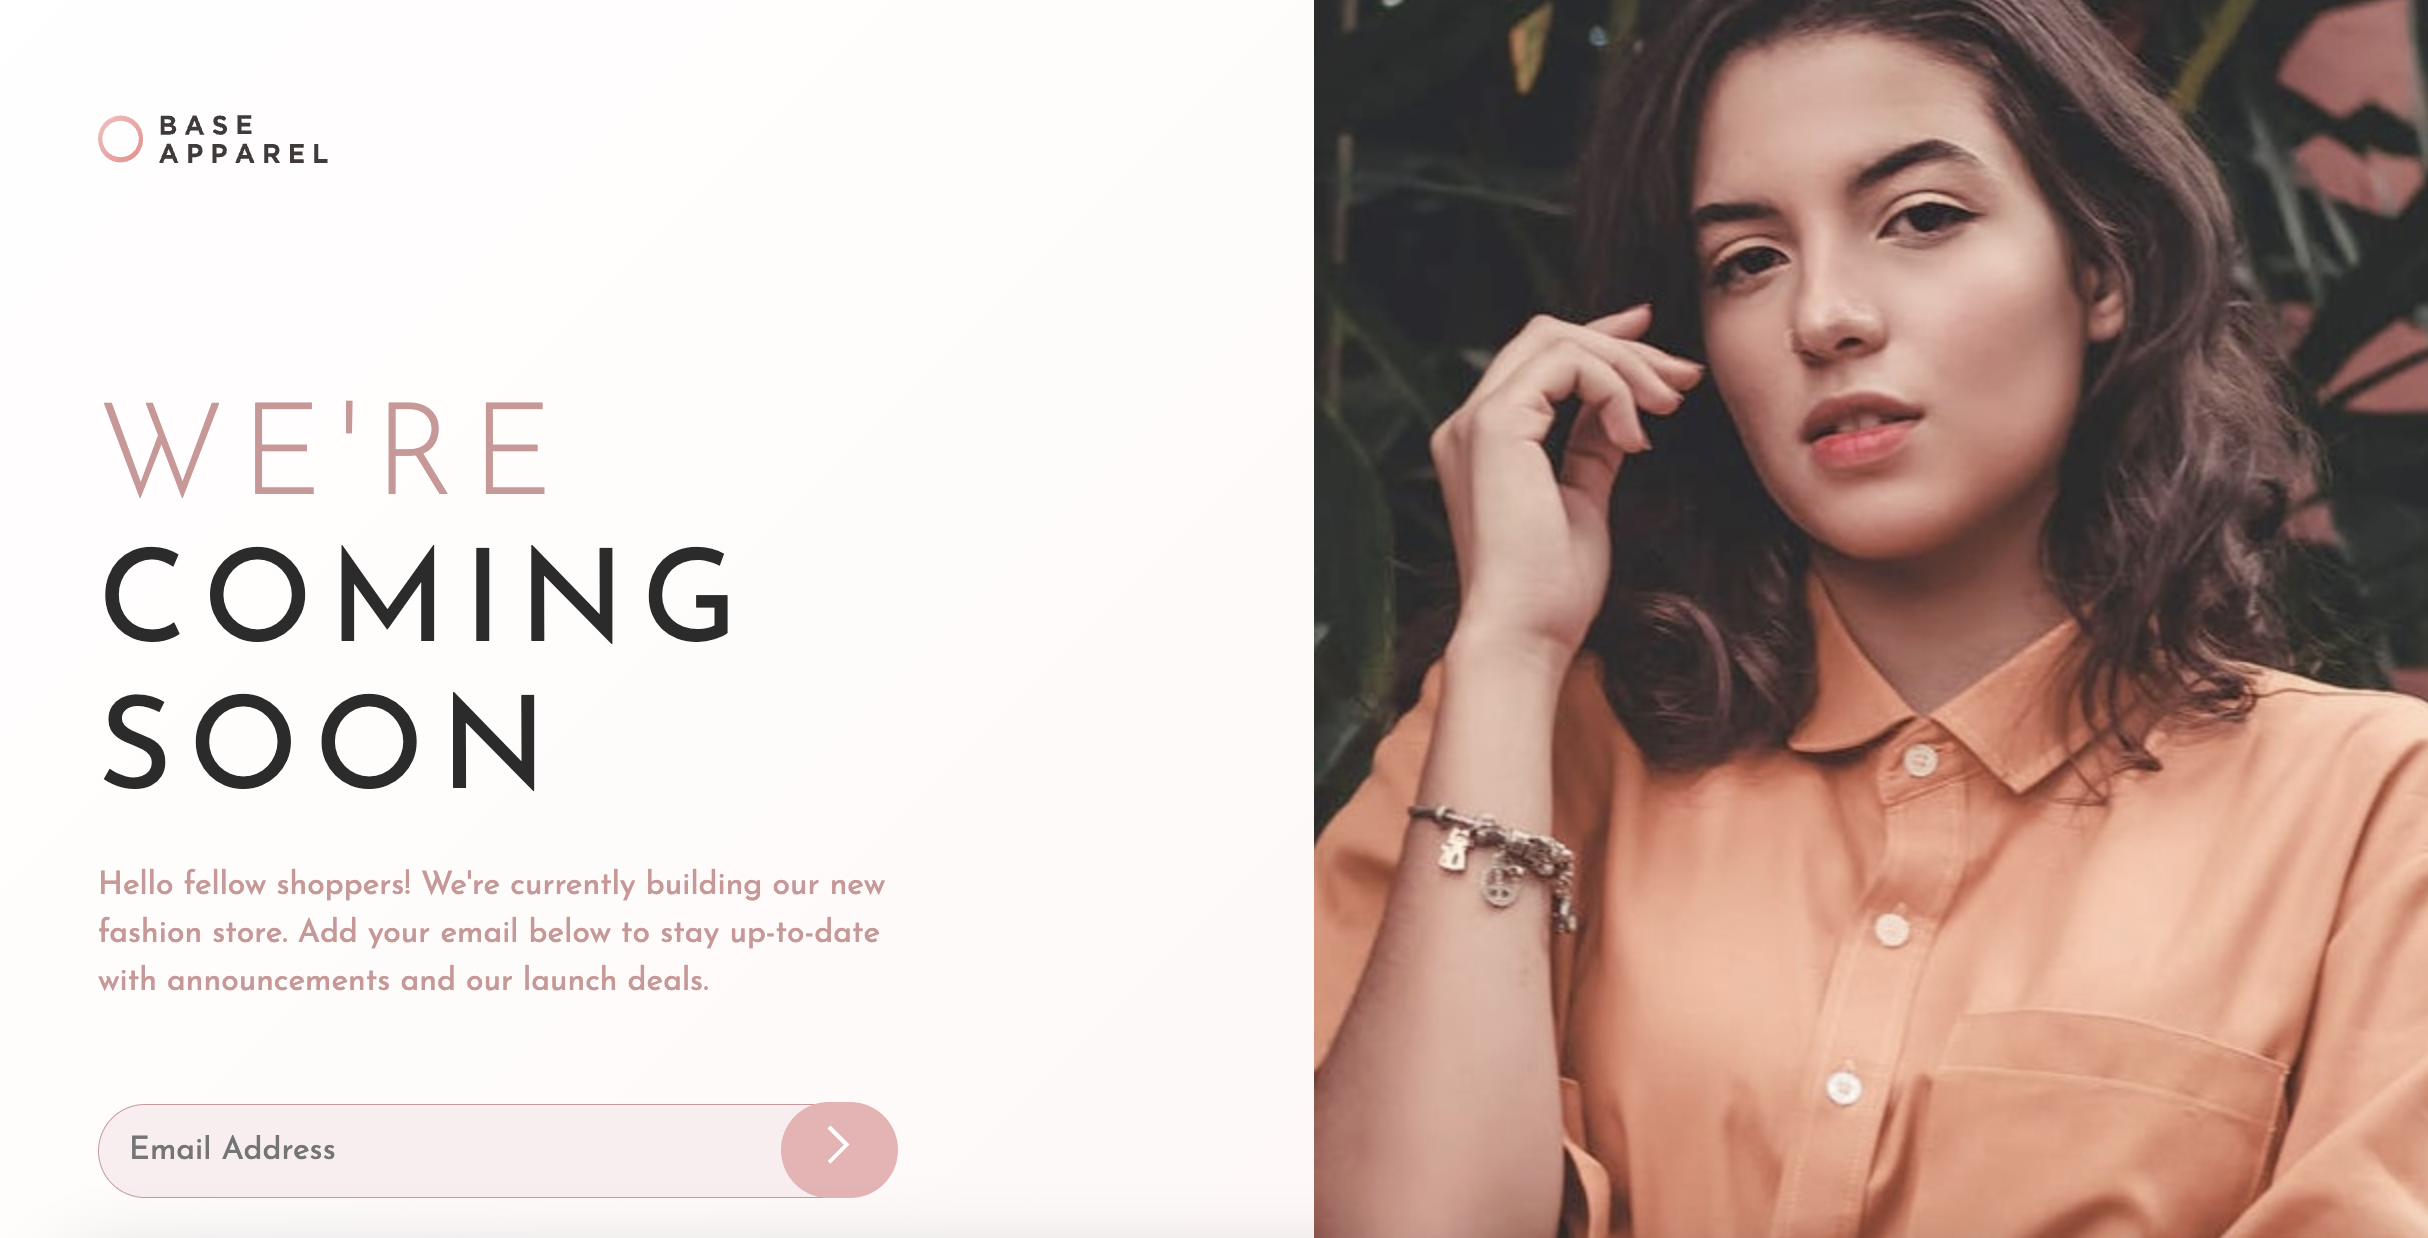 BASE
APPAREL
WE'RE
COMING
SOON
Hello fellow shoppers! We're currently building our new
fashion store. Add your email below to stay up-to-date
with announcements and our launch deals.
Email Address